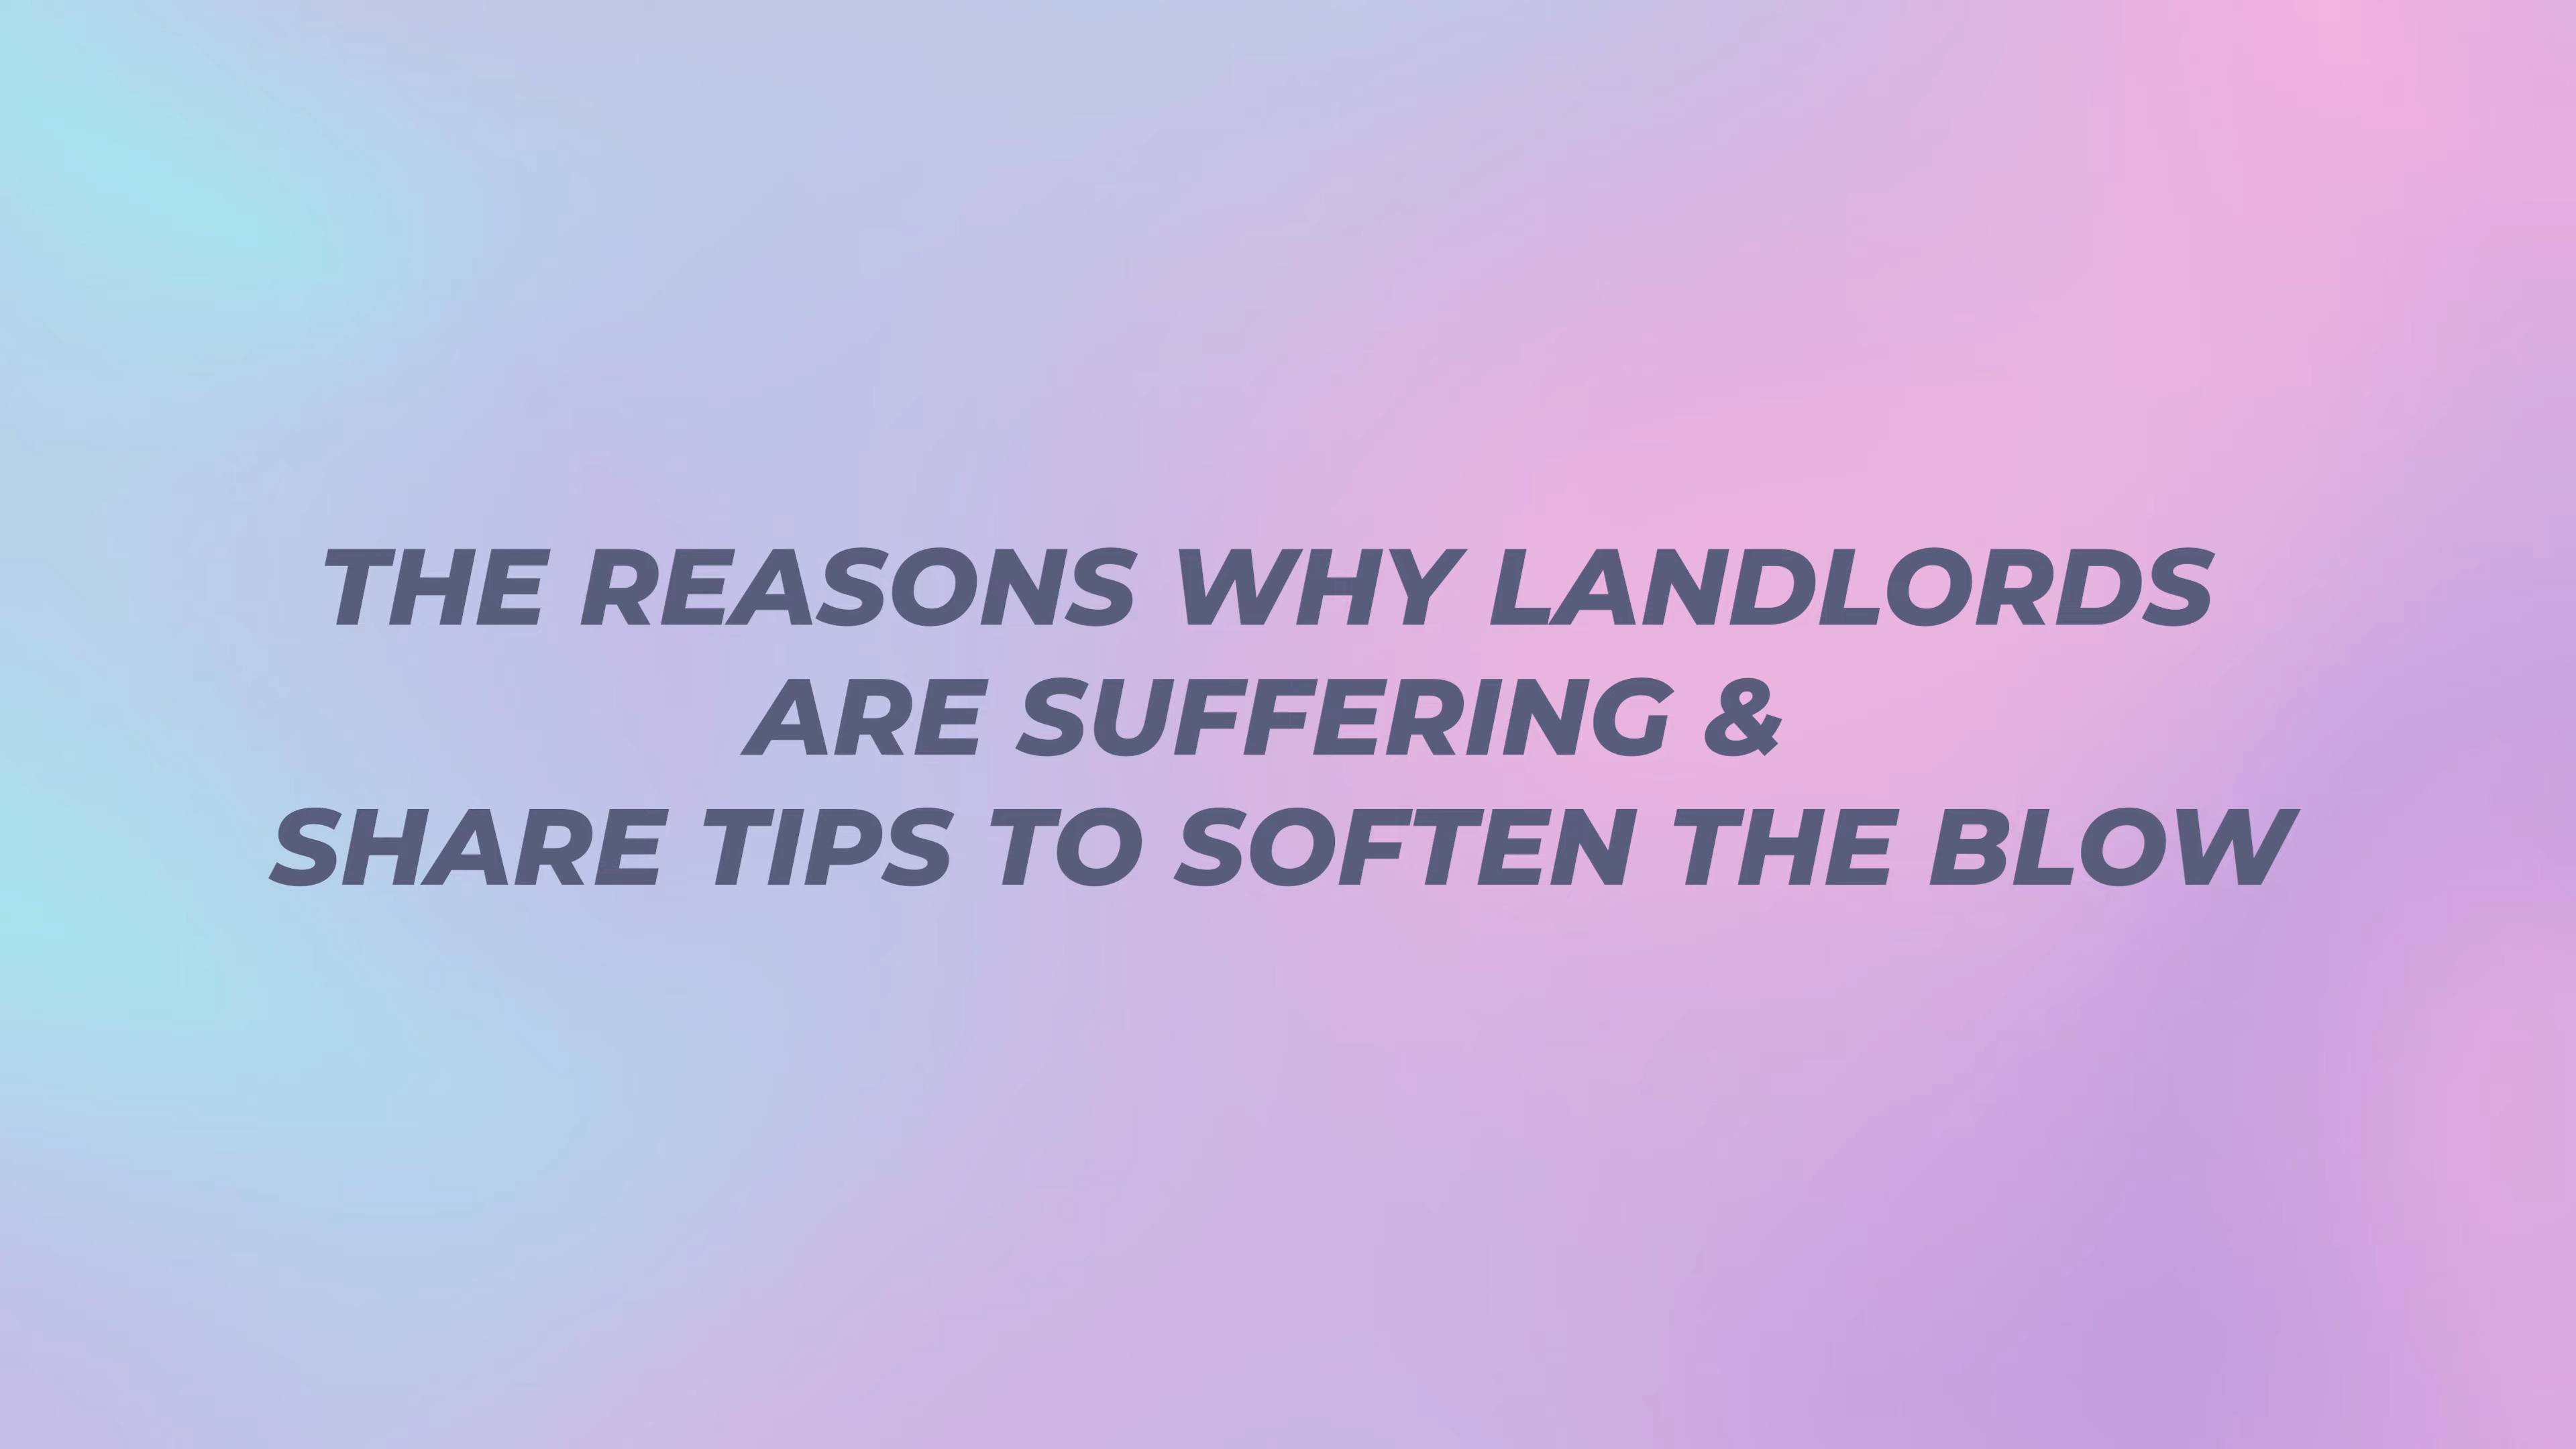 THE REASONS WHY LANDLORDS
ARE SUFFERING &
SHARE TIPS TO SOFTEN THE BLOW